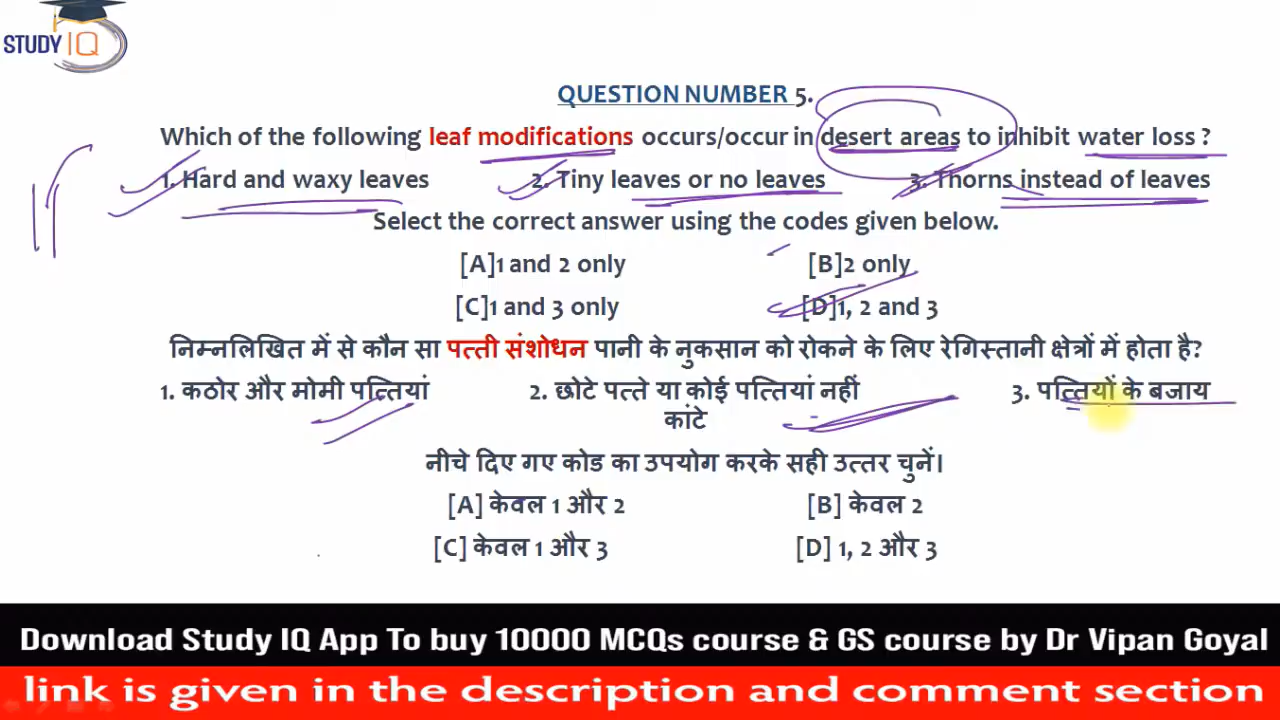 STUDY IQ
QUESTION NUMBER 5.
Which of the following leaf modifications occurs/occur in desert areas to inhibit water loss ?
1. Hard and waxy leaves 2. Tiny leaves or no leaves 3. Thorns instead of leaves
Select the correct answer using the codes given below.
[A]1 and 2 only [B]2 only
[C]1 and 3 only [D]1, 2 and 3
निम्नलिखित में से कौन सा पत्ती संशोधन पानी के नुकसान को रोकने के लिए रेगिस्तानी क्षेत्रों में होता है?
1. कठोर और मोमी पत्तियां 2. छोटे पत्ते या कोई पत्तियां नहीं 3. पत्तियों के बजाय
कांटे
नीचे दिए गए कोड का उपयोग करके सही उत्तर चुनें।
[A] केवल 1 और 2 [B] केवल 2
[C] केवल 1 और 3 [D] 1, 2 और 3
Download Study IQ App To buy 10000 MCQs course & GS course by Dr Vipan Goyal
link is given in the description and comment section